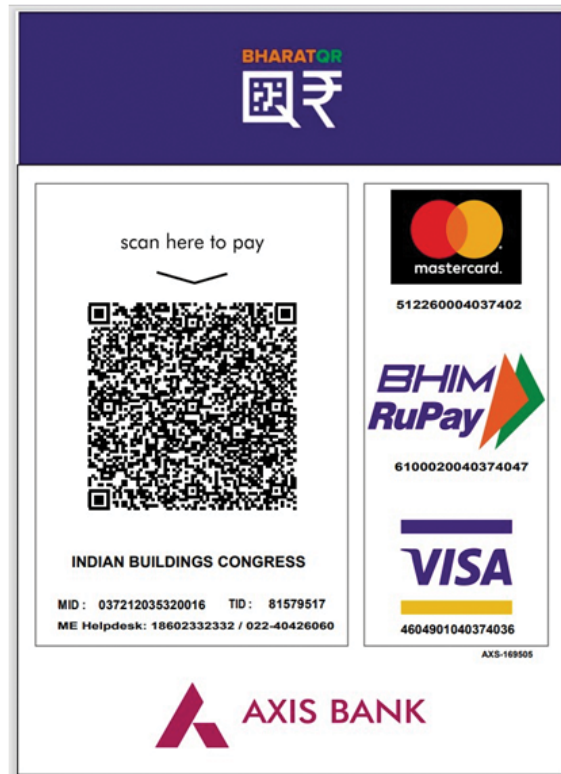 BHARATQR
scan here to pay
INDIAN BUILDINGS CONGRESS
MID : 037212035320016 TID : 81579517
ME Helpdesk: 18602332332 / 022-40426060
mastercard.
512260004037402
BHIM
RuPay
6100020040374047
VISA
4604901040374036
AXS-169505
AXIS BANK